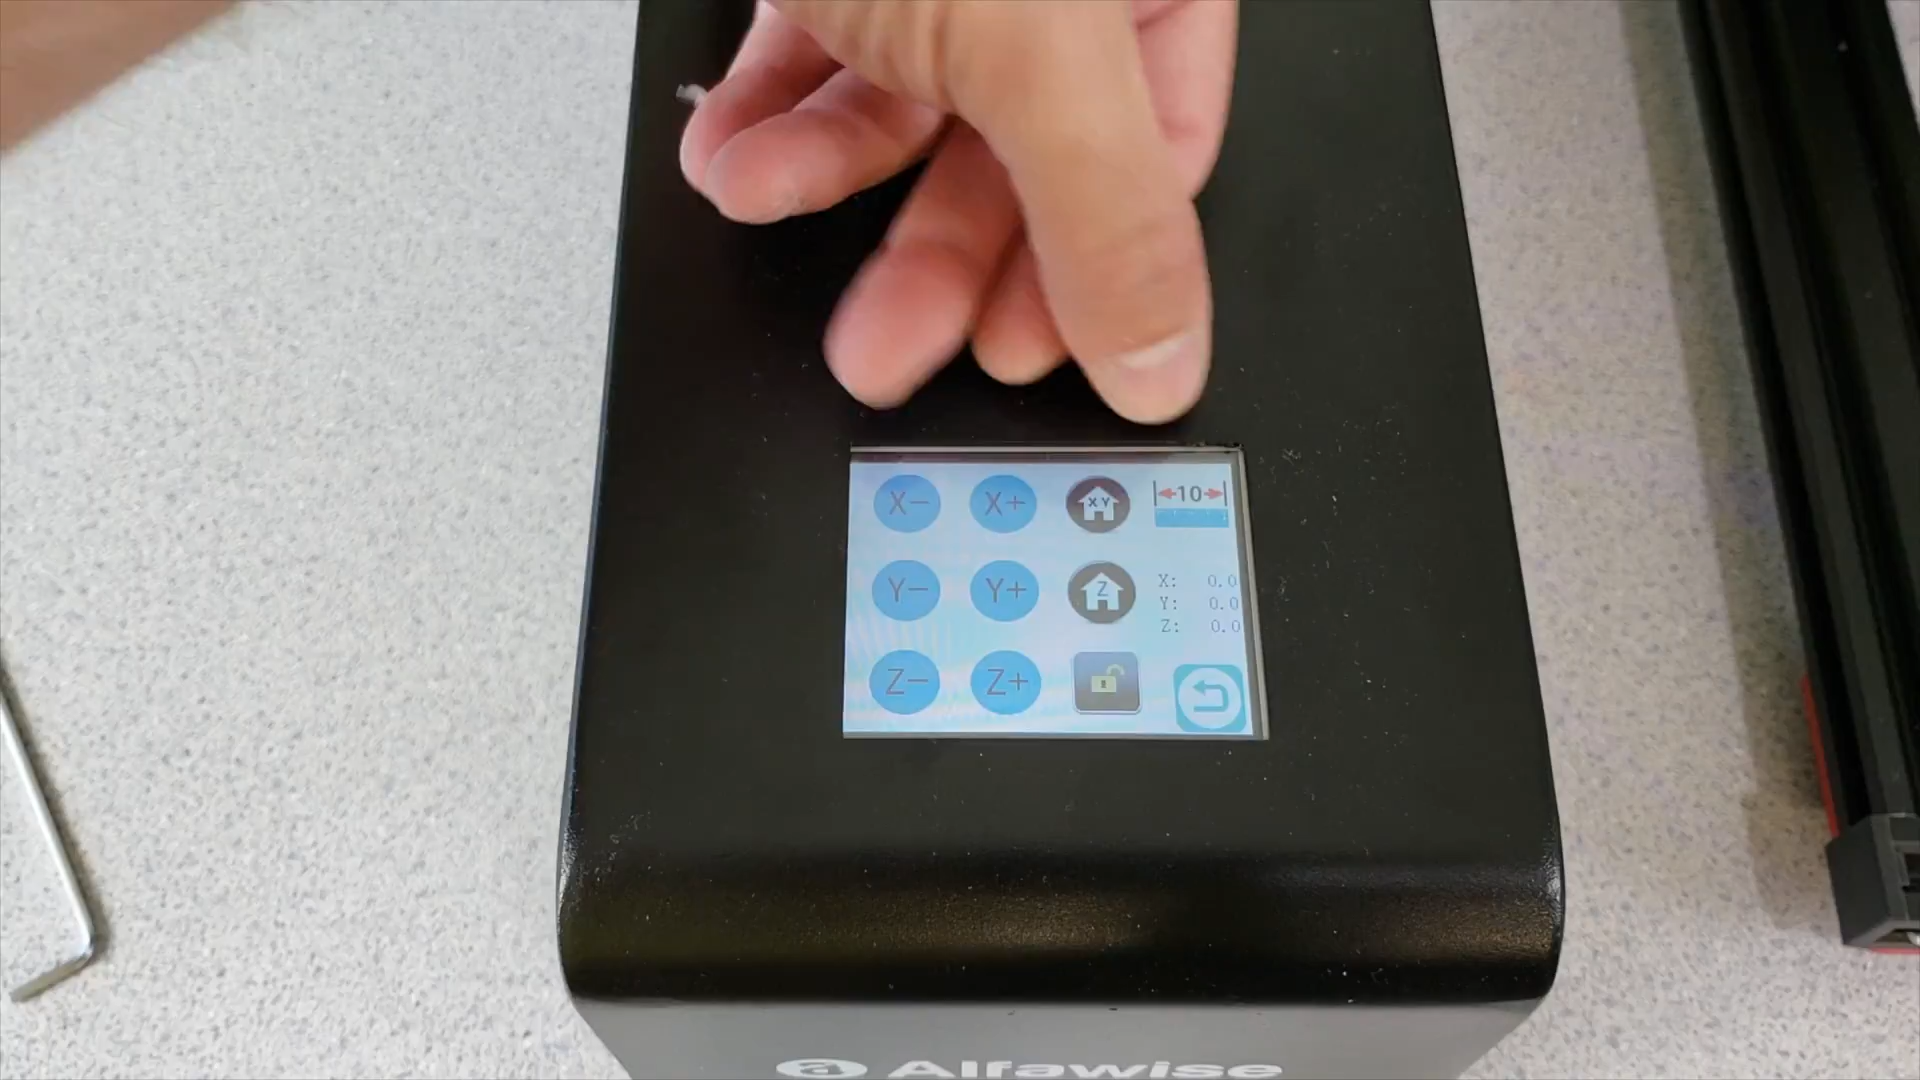 X- X+ XY 10
Y- Y+ Z
X: 0.0
Y: 0.0
Z: 0.0
Z- Z+
a Alfawise